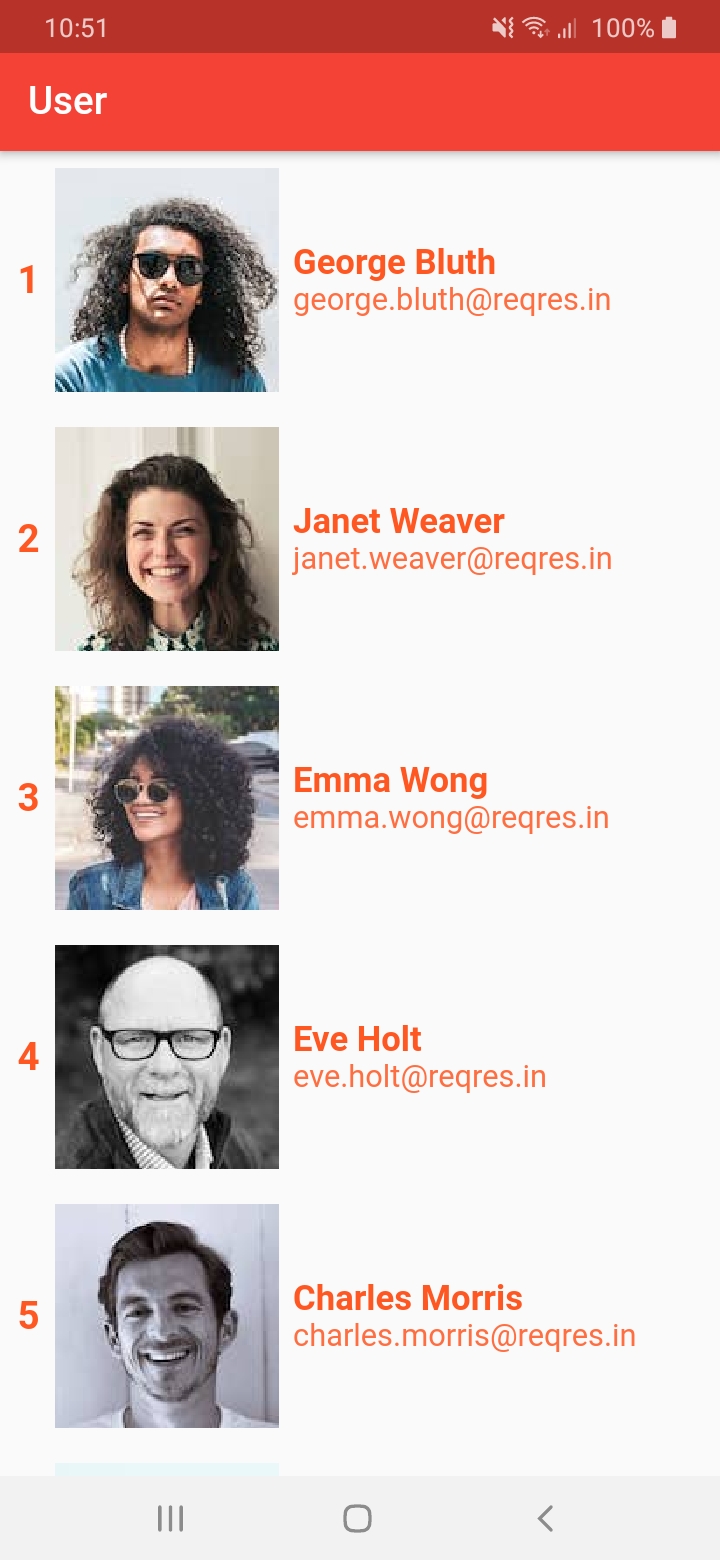 10:51 100%
User
1
George Bluth
george.bluth@reqres.in
2
Janet Weaver
janet.weaver@reqres.in
3
Emma Wong
emma.wong@reqres.in
4
Eve Holt
eve.holt@reqres.in
5
Charles Morris
charles.morris@reqres.in